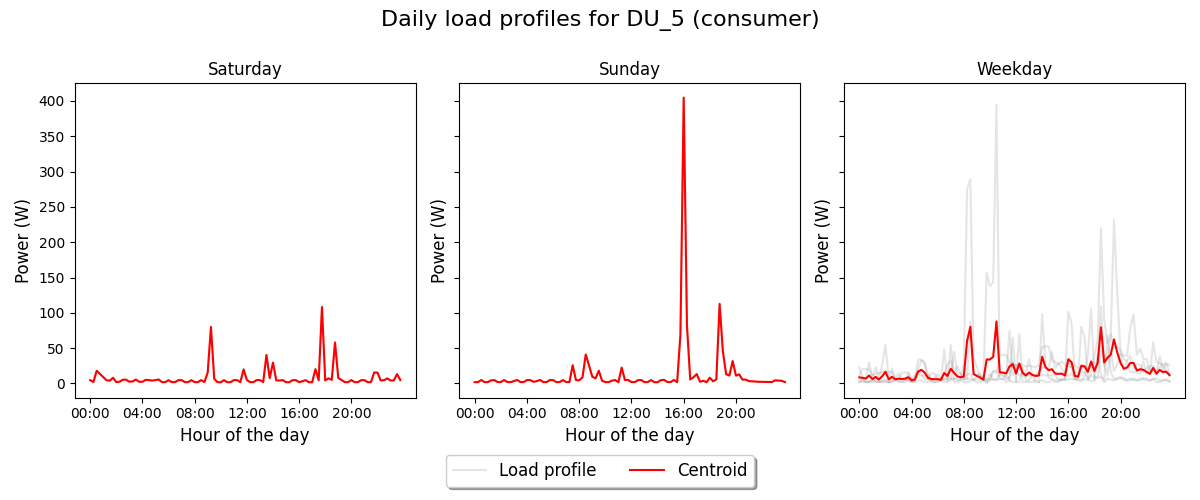 Daily load profiles for DU_5 (consumer)
Saturday
Sunday
Weekday
Power (W)
400
350
300
250
200
150
100
50
0
Power (W)
Power (W)
00:00 04:00 08:00 12:00 16:00 20:00
00:00 04:00 08:00 12:00 16:00 20:00
00:00 04:00 08:00 12:00 16:00 20:00
Hour of the day
Hour of the day
Hour of the day
Load profile
Centroid